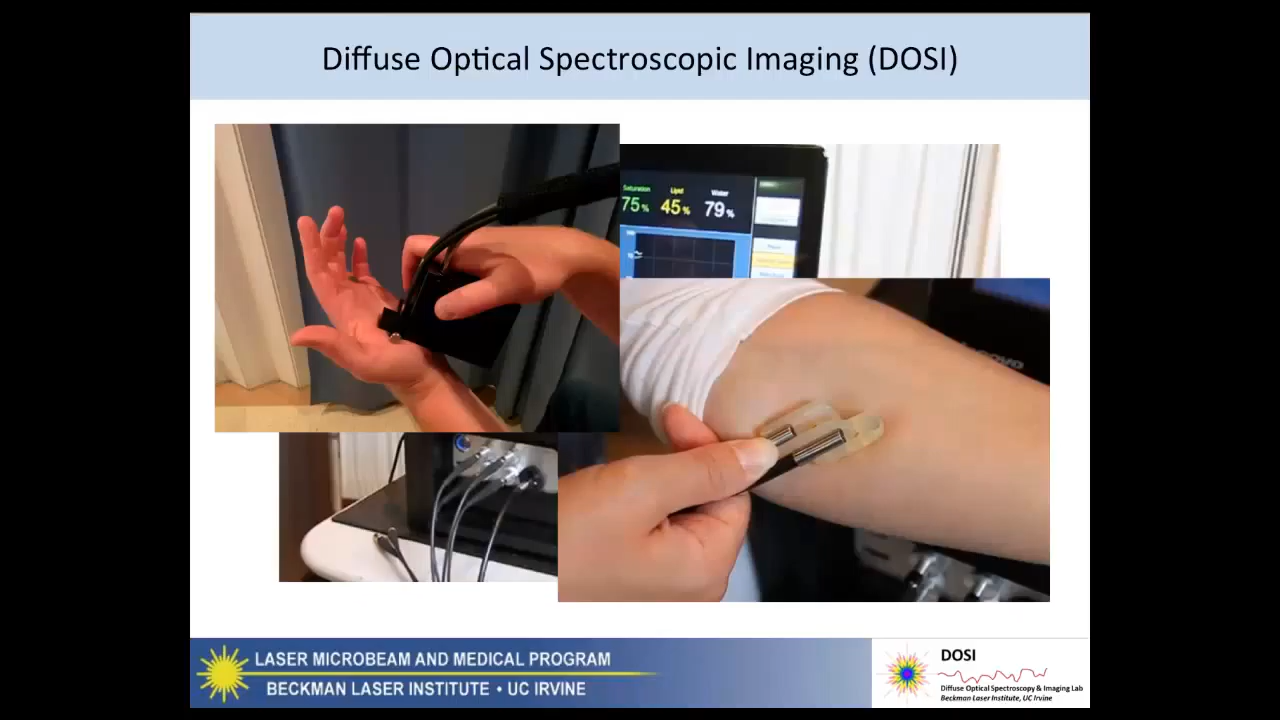 Diffuse Optical Spectroscopic Imaging (DOSI)
Saturation Lipid Water
75% 45% 79%
LASER MICROBEAM AND MEDICAL PROGRAM
BECKMAN LASER INSTITUTE • UC IRVINE
DOSI
Diffuse Optical Spectroscopy & Imaging Lab
Beckman Laser Institute, UC Irvine